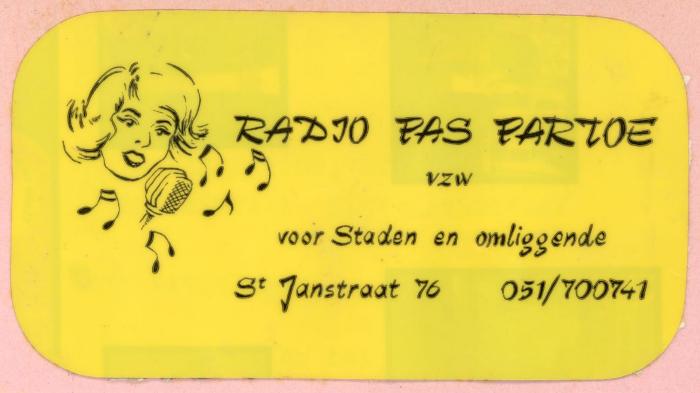 RADIO PAS PARTOE
vzw
voor Staden en omliggende
St Janstraat 76 051/700741